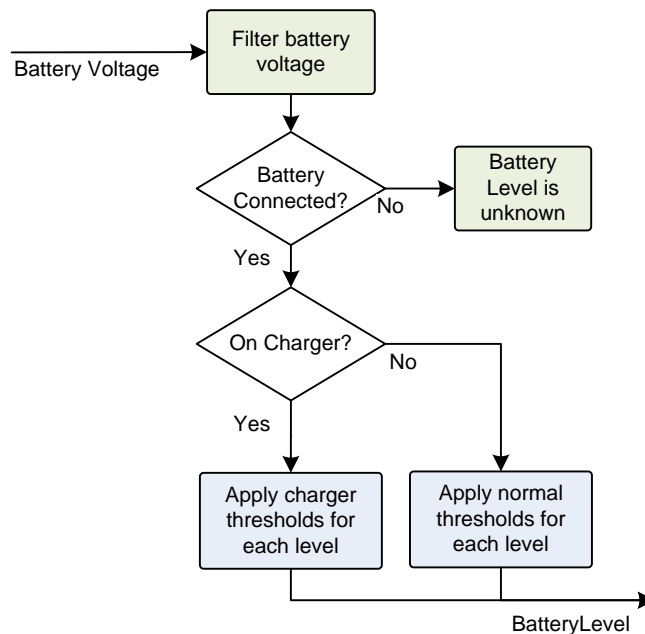 Filter battery
voltage
Battery Voltage
Battery
Connected?
No
Battery
Level is
unknown
Yes
On Charger?
No
Yes
Apply charger
thresholds for
each level
Apply normal
thresholds for
each level
BatteryLevel